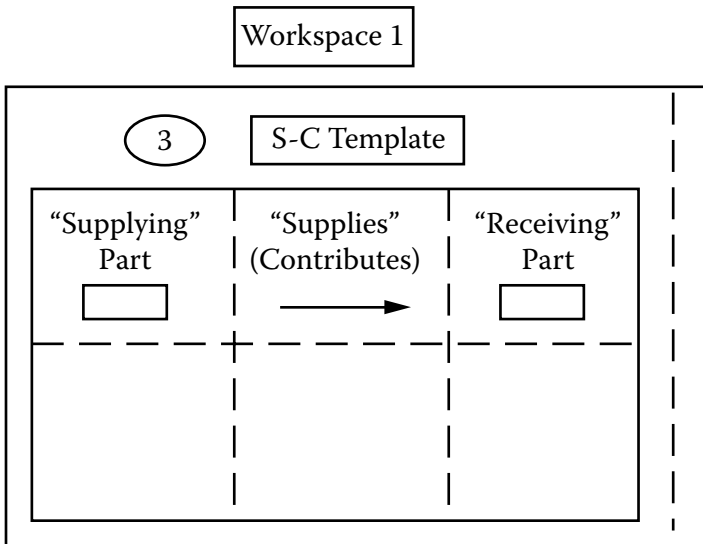 Workspace 1
3
S-C Template
“Supplying” Part
“Supplies” (Contributes)
“Receiving” Part